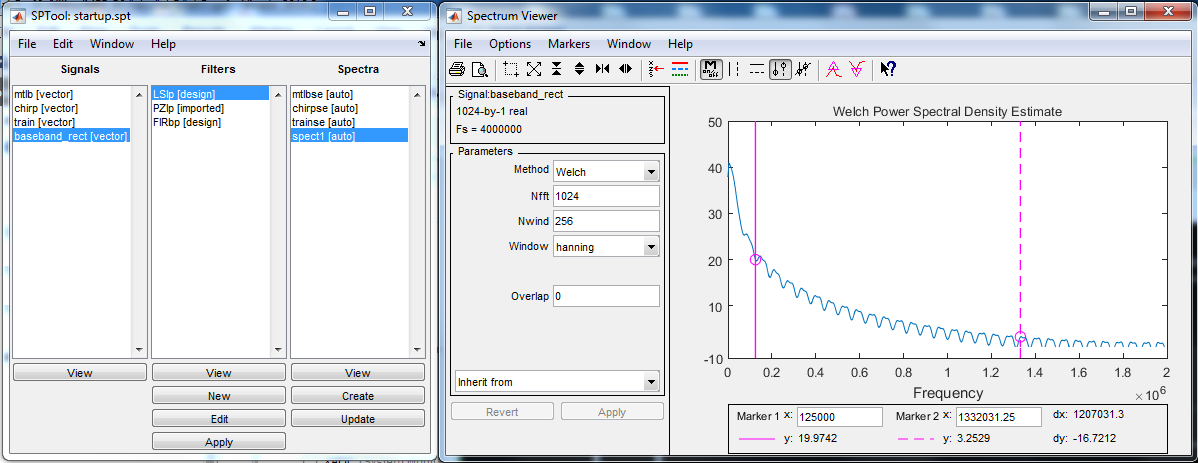 SPTool: startup.spt
File Edit Window Help
Signals Filters Spectra
mtlb [vector]
chirp [vector]
train [vector]
baseband_rect [vector]
LSlp [design]
PZlp [imported]
FIRbp [design]
mtlbse [auto]
chirpse [auto]
trainse [auto]
spect1 [auto]
View View View
New Create
Edit Update
Apply
Spectrum Viewer
File Options Markers Window Help
Signal:baseband_rect
1024-by-1 real
Fs = 4000000
Parameters
Method Welch
Nfft 1024
Nwind 256
Window hanning
Overlap 0
Inherit from
Revert Apply
Welch Power Spectral Density Estimate
50
40
30
20
10
-10
0 0.2 0.4 0.6 0.8 1 1.2 1.4 1.6 1.8 2
Frequency
×10^6
Marker 1 x: 125000 Marker 2 x: 1332031.25 dx: 1207031.3
y: 19.9742 y: 3.2529 dy: -16.7212